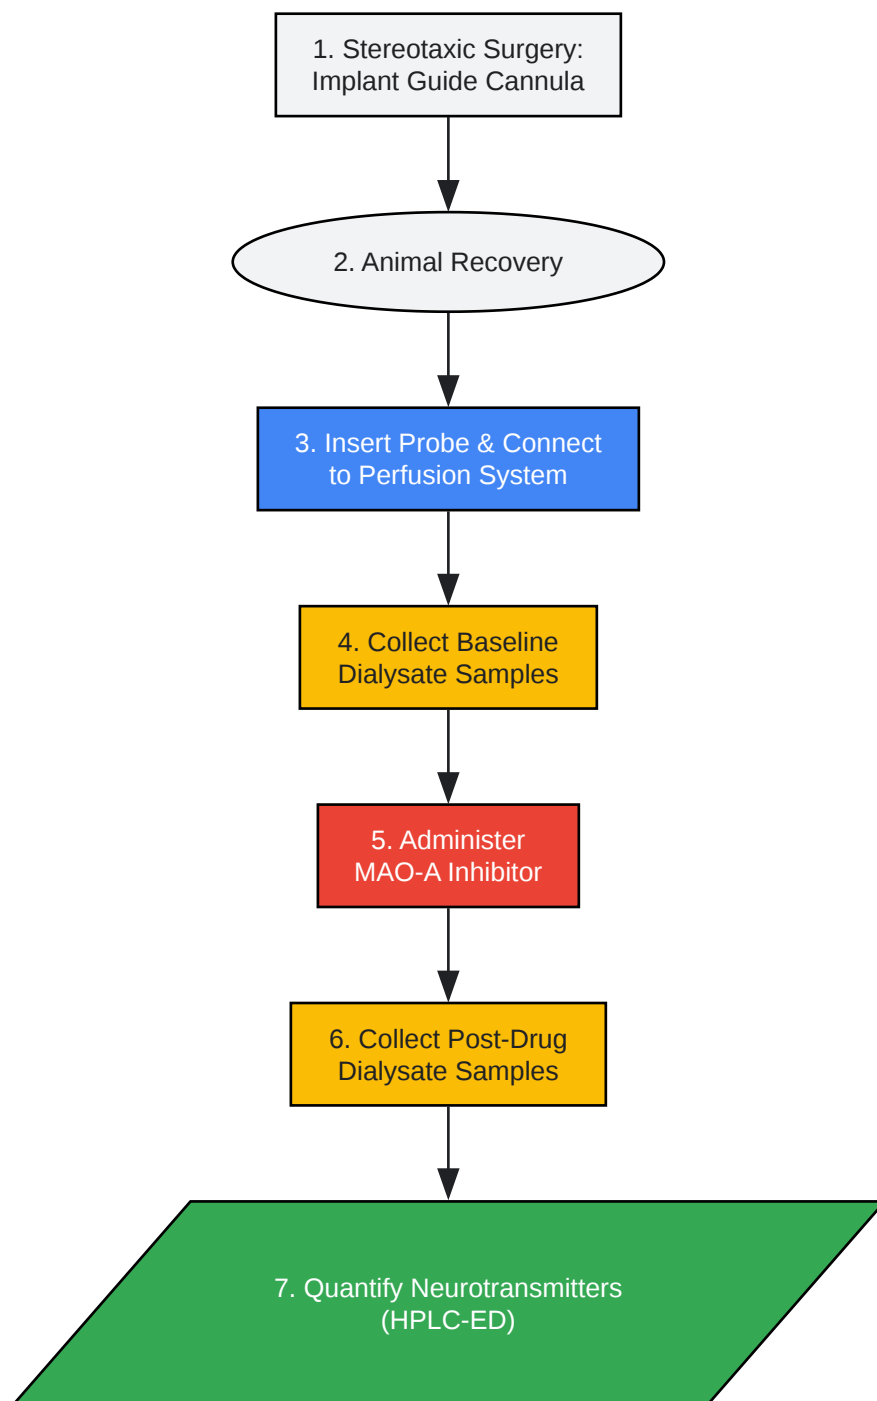 1. Stereotaxic Surgery:
Implant Guide Cannula
2. Animal Recovery
3. Insert Probe & Connect
to Perfusion System
4. Collect Baseline
Dialysate Samples
5. Administer
MAO-A Inhibitor
6. Collect Post-Drug
Dialysate Samples
7. Quantify Neurotransmitters
(HPLC-ED)